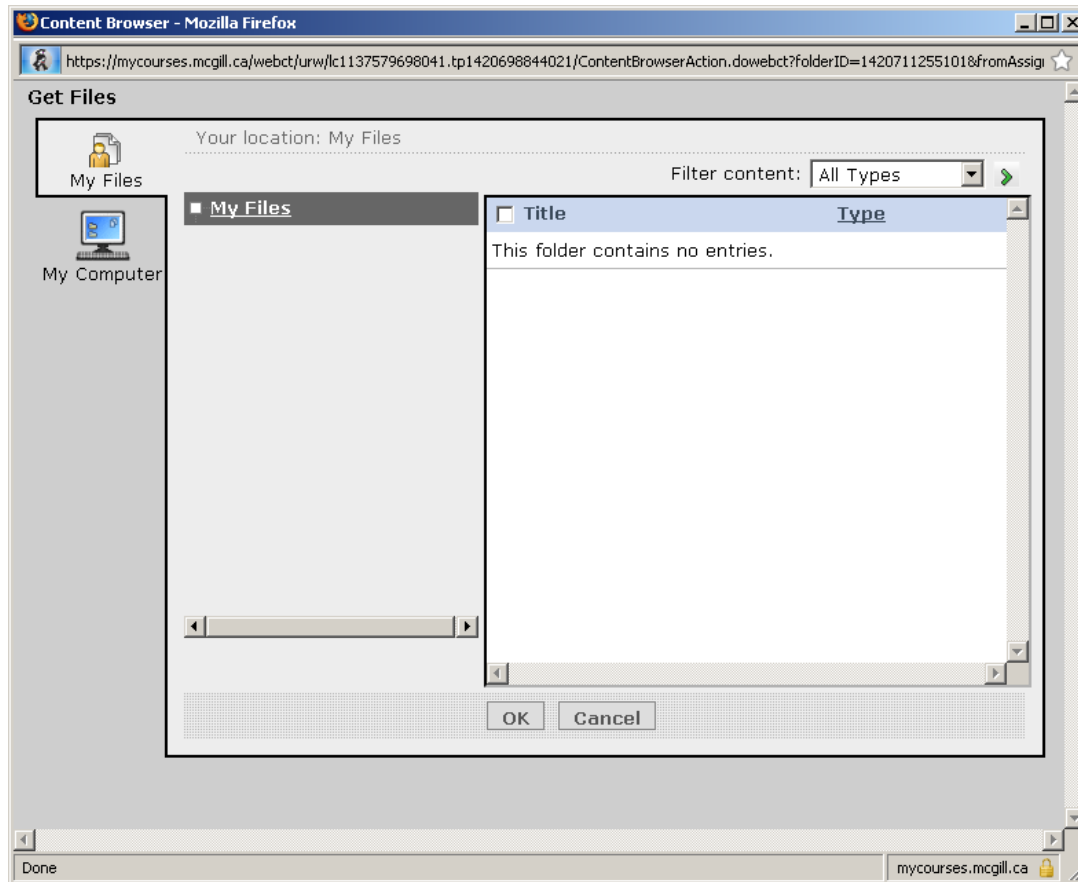 Content Browser - Mozilla Firefox
https://mycourses.mcgill.ca/webct/urw/lc1137579698041.tp1420698844021/ContentBrowserAction.dowebct?folderID=1420711255101&fromAssig
Get Files
My Files
My Computer
Your location: My Files
Filter content: All Types
My Files
Title Type
This folder contains no entries.
OK Cancel
Done mycourses.mcgill.ca